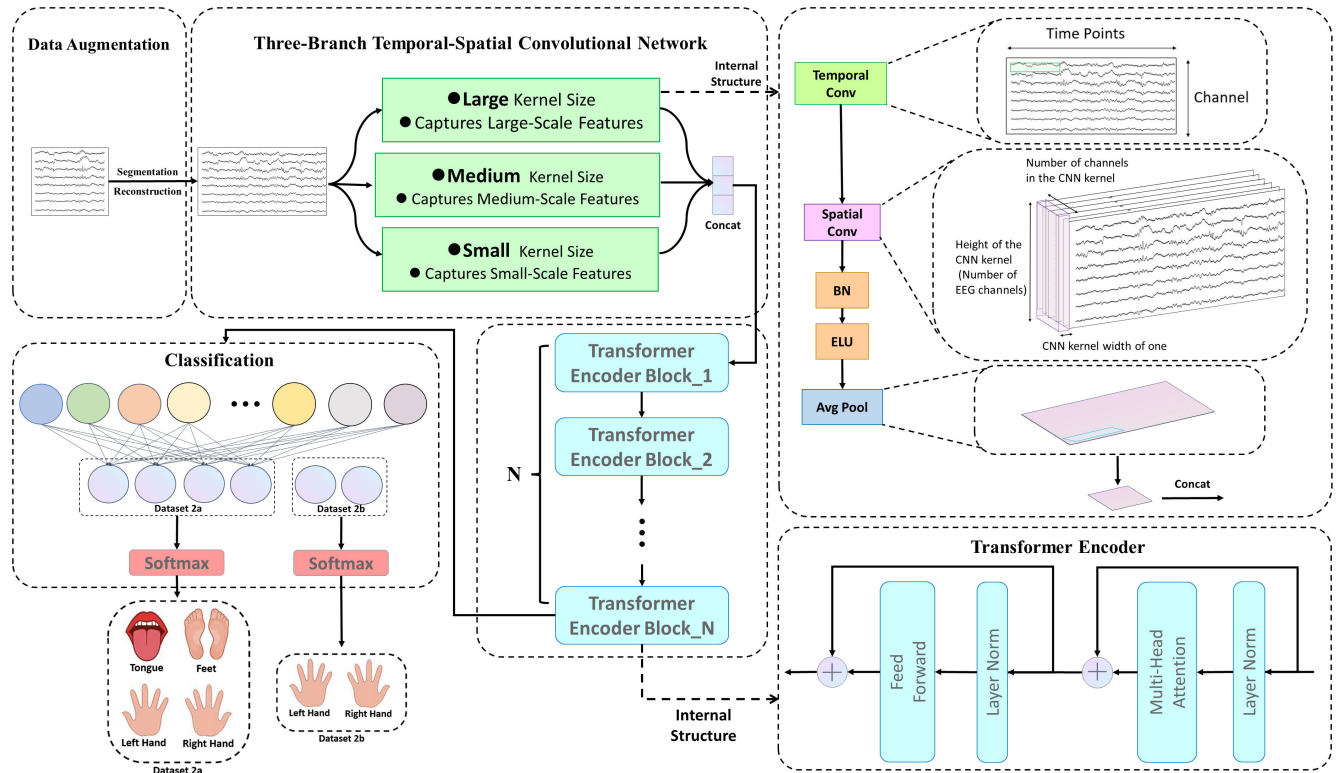 Data Augmentation
Segmentation
Reconstruction
Three-Branch Temporal-Spatial Convolutional Network
●Large Kernel Size
● Captures Large-Scale Features
●Medium Kernel Size
● Captures Medium-Scale Features
●Small Kernel Size
● Captures Small-Scale Features
Concat
Internal
Structure
Temporal
Conv
Spatial
Conv
BN
ELU
Avg Pool
Time Points
Channel
Number of channels
in the CNN kernel
Height of the
CNN kernel
(Number of
EEG channels)
CNN kernel width of one
Concat
Classification
Dataset 2a
Dataset 2b
Softmax
Softmax
Tongue
Feet
Left Hand
Right Hand
Dataset 2a
Left Hand
Right Hand
Dataset 2b
N
Transformer
Encoder Block_1
Transformer
Encoder Block_2
Transformer
Encoder Block_N
Internal
Structure
Transformer Encoder
Feed
Forward
Layer Norm
Multi-Head
Attention
Layer Norm